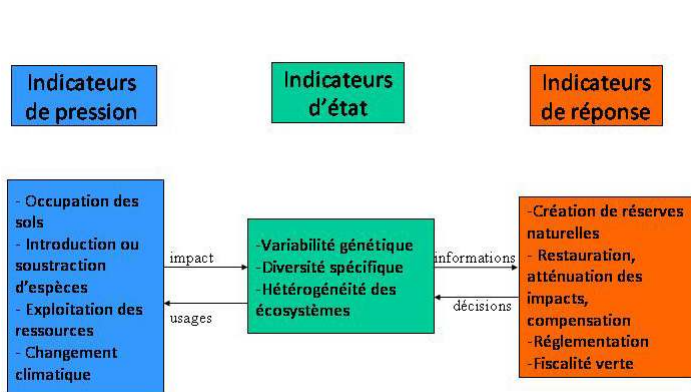 Indicateurs
de pression
Indicateurs
d'état
Indicateurs
de réponse
- Occupation des
sols
- Introduction ou
soustraction
d'espèces
- Exploitation des
ressources
- Changement
climatique
impact
usages
-Variabilité génétique
-Diversité spécifique
-Hétérogénéité des
écosystèmes
informations
décisions
-Création de réserves
naturelles
- Restauration,
atténuation des
impacts,
compensation
-Réglementation
-Fiscalité verte